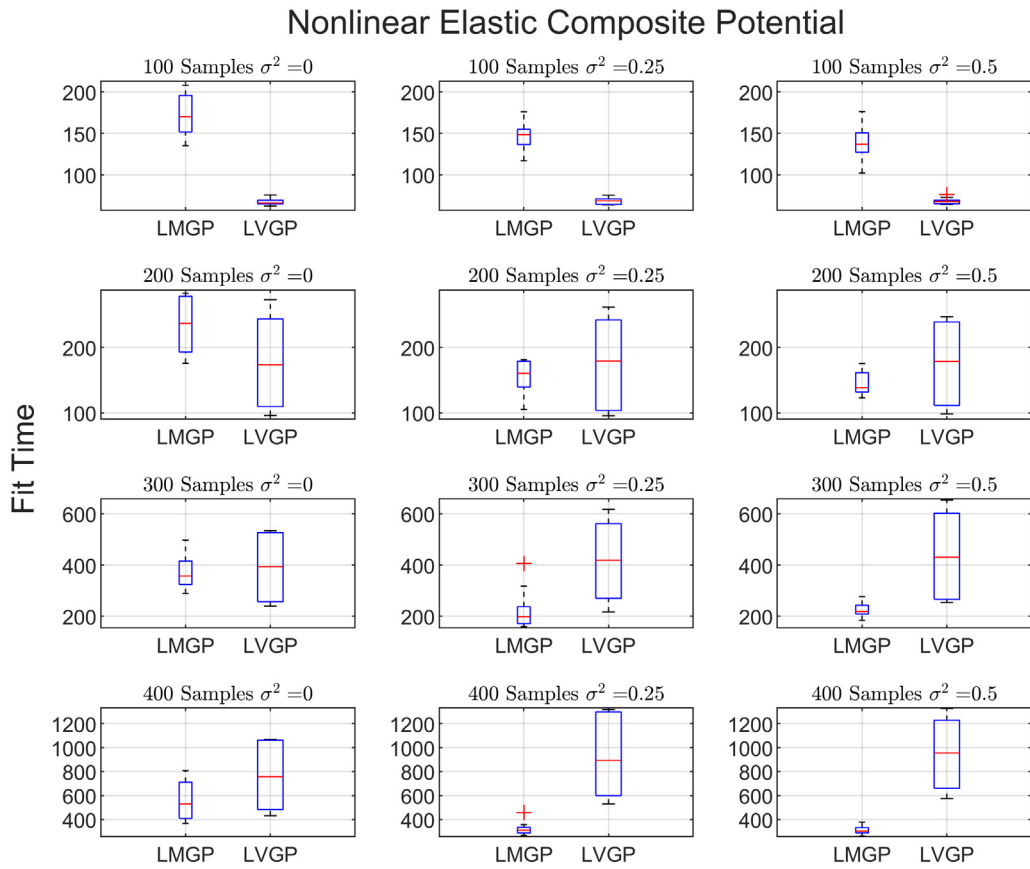 Nonlinear Elastic Composite Potential
100 Samples σ² =0
100 Samples σ² =0.25
100 Samples σ² =0.5
200
150
100
LMGP LVGP
200
150
100
LMGP LVGP
200
150
100
LMGP LVGP
200 Samples σ² =0
200 Samples σ² =0.25
200 Samples σ² =0.5
200
100
LMGP LVGP
200
100
LMGP LVGP
200
100
LMGP LVGP
Fit Time
300 Samples σ² =0
300 Samples σ² =0.25
300 Samples σ² =0.5
600
400
200
LMGP LVGP
600
400
200
LMGP LVGP
600
400
200
LMGP LVGP
400 Samples σ² =0
400 Samples σ² =0.25
400 Samples σ² =0.5
1200
1000
800
600
400
LMGP LVGP
1200
1000
800
600
400
LMGP LVGP
1200
1000
800
600
400
LMGP LVGP